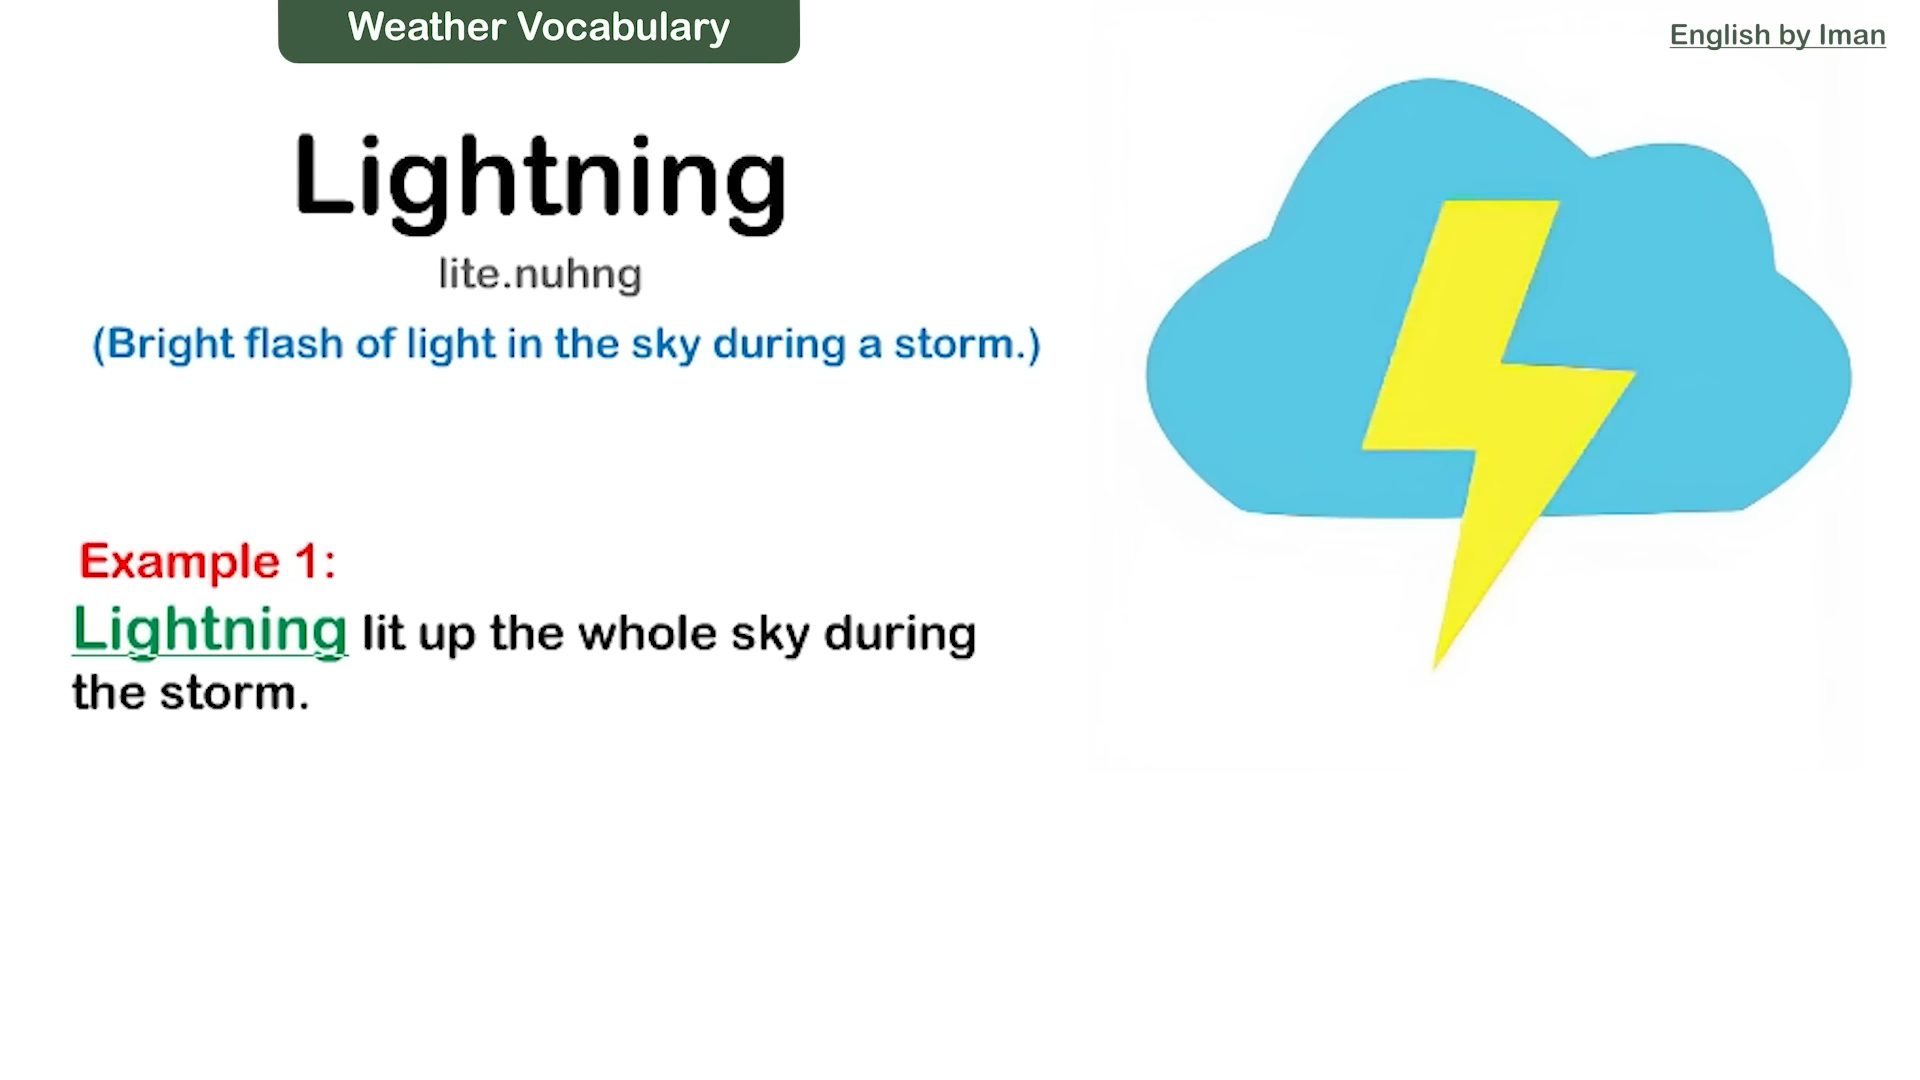 Weather Vocabulary
English by Iman
Lightning
lite.nuhng
(Bright flash of light in the sky during a storm.)
Example 1:
Lightning lit up the whole sky during
the storm.